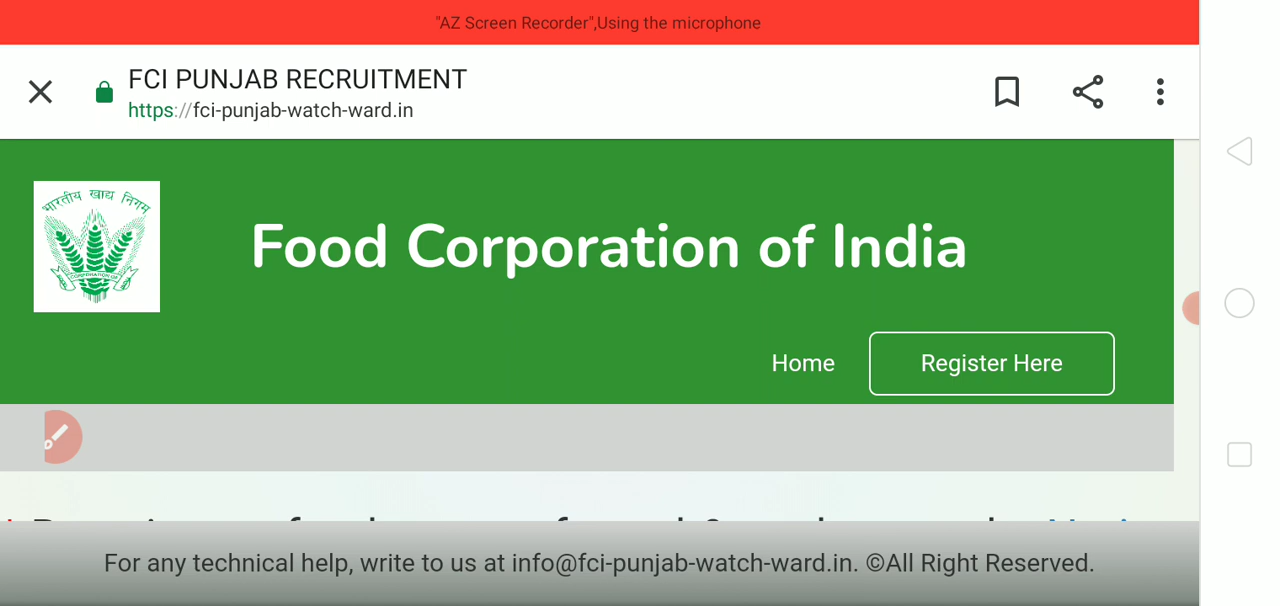 "AZ Screen Recorder",Using the microphone
FCI PUNJAB RECRUITMENT
https://fci-punjab-watch-ward.in
भारतीय खाद्य निगम
Food Corporation of India
Home
Register Here
For any technical help, write to us at info@fci-punjab-watch-ward.in. ©All Right Reserved.